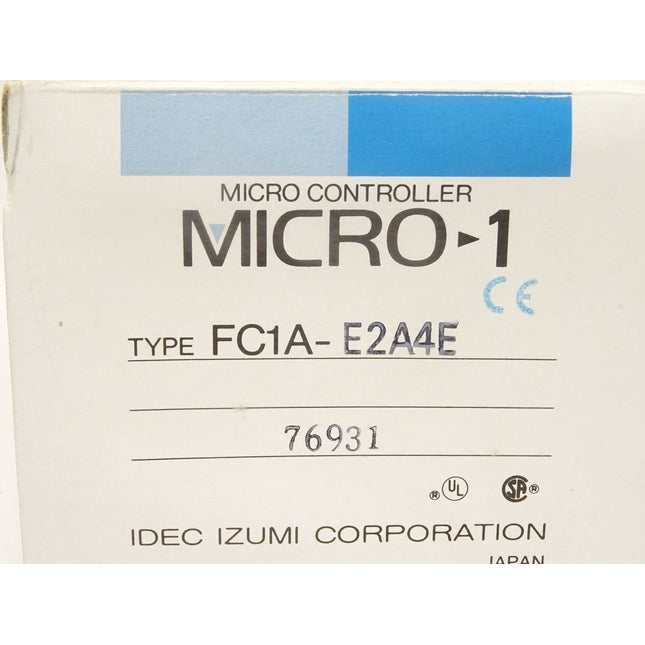 MICRO CONTROLLER
MICRO▸1
CE
TYPE FC1A-E2A4E
76931
® UL SA ®
IDEC IZUMI CORPORATION
JAPAN